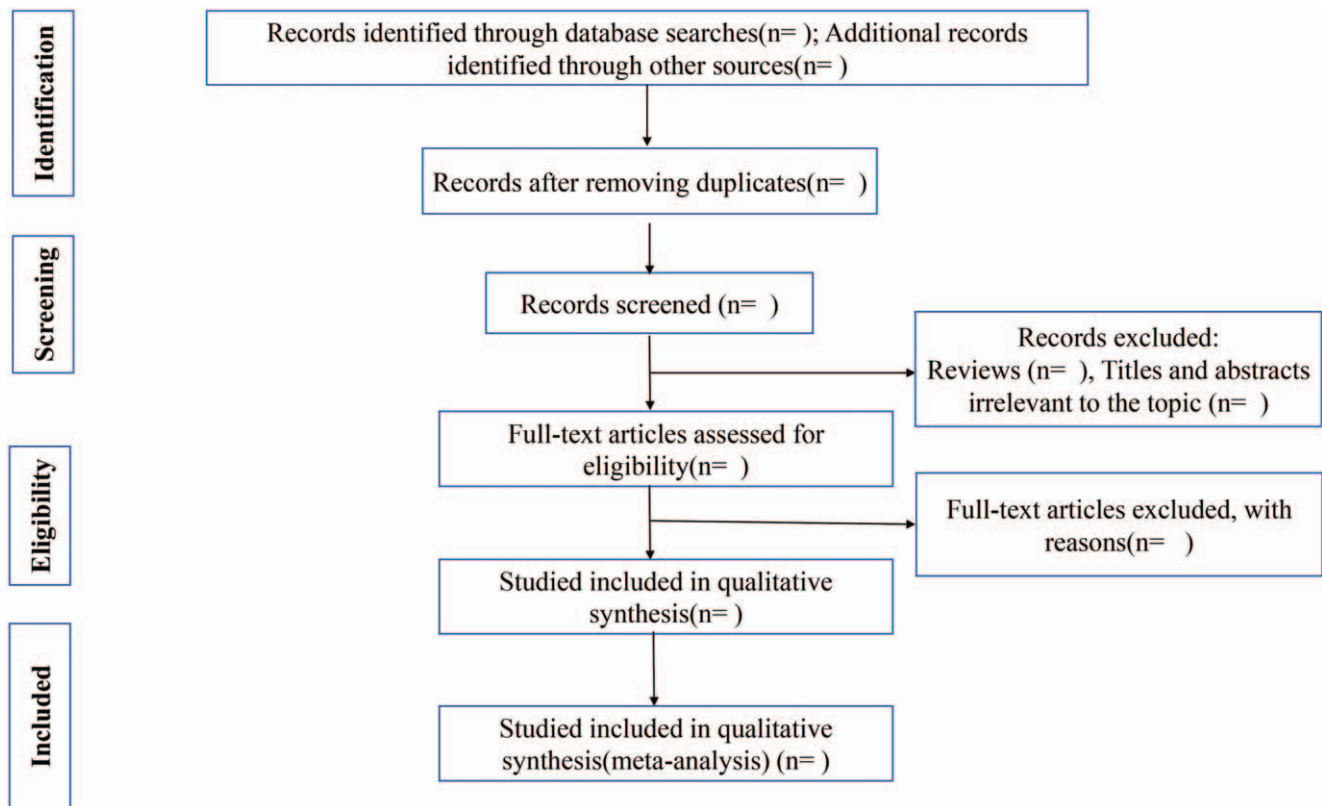 Identification
Records identified through database searches(n= ); Additional records
identified through other sources(n= )
Records after removing duplicates(n=  )
Screening
Records screened (n=  )
Records excluded:
Reviews (n=  ), Titles and abstracts
irrelevant to the topic (n=  )
Full-text articles assessed for
eligibility(n=  )
Eligibility
Full-text articles excluded, with
reasons(n=  )
Studied included in qualitative
synthesis(n= )
Included
Studied included in qualitative
synthesis(meta-analysis) (n= )